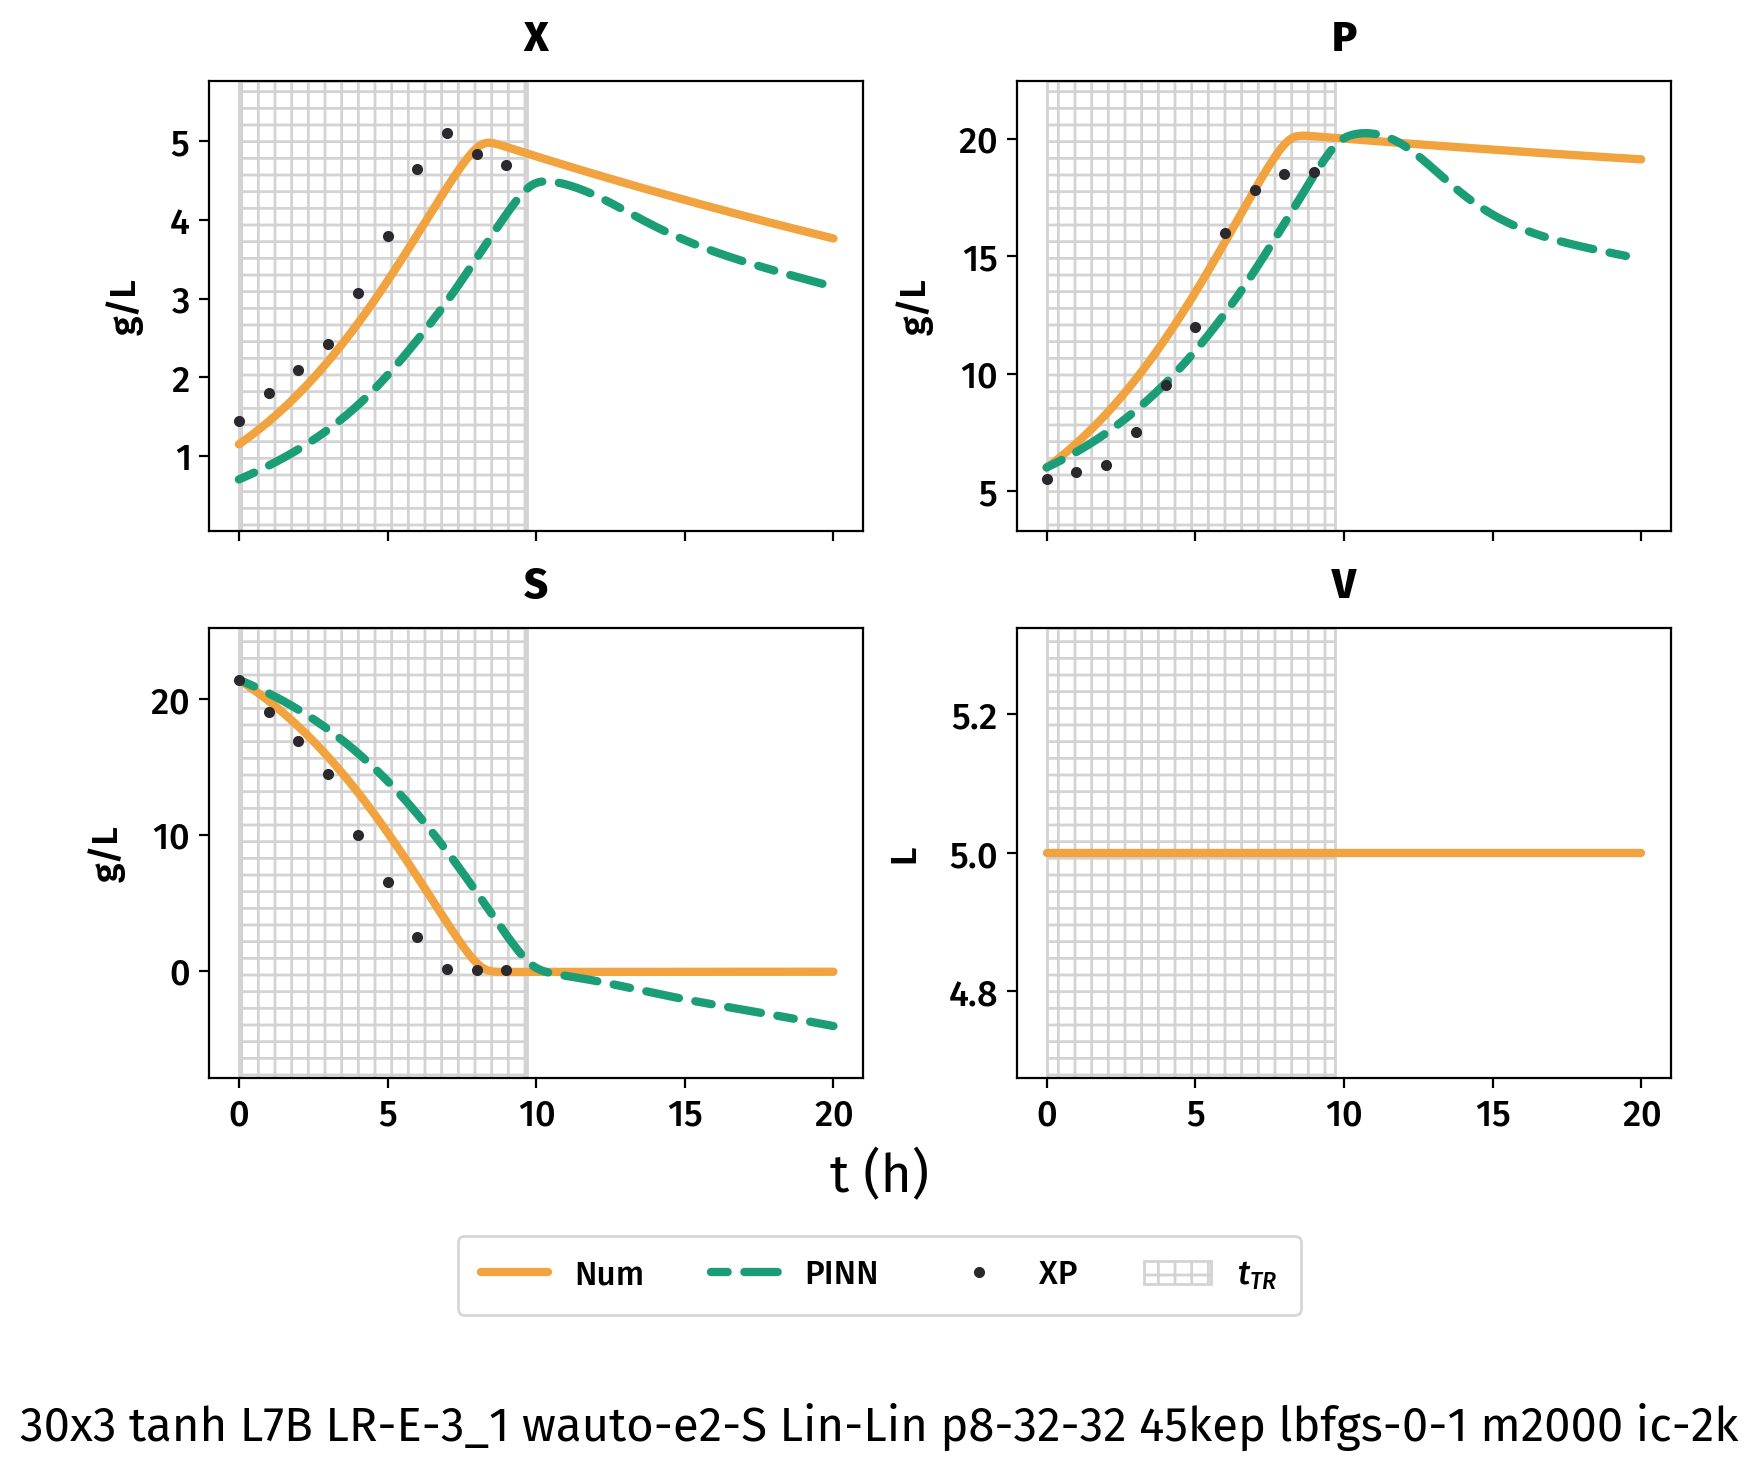 X
P
g/L
5
4
3
2
1
g/L
20
15
10
5
S
V
g/L
20
10
0
L
5.2
5.0
4.8
0 5 10 15 20
0 5 10 15 20
t (h)
Num PINN XP tTR
30x3 tanh L7B LR-E-3_1 wauto-e2-S Lin-Lin p8-32-32 45kep lbfgs-0-1 m2000 ic-2k